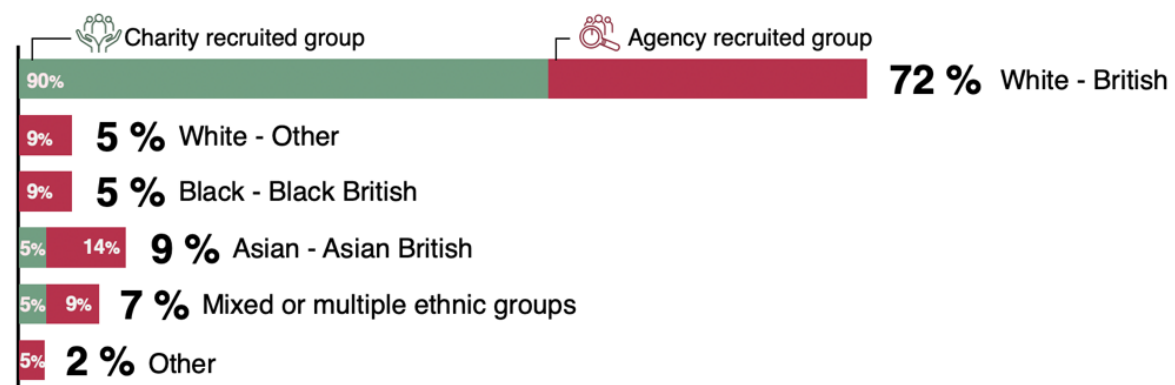 Charity recruited group Agency recruited group
90% 72 % White - British
9% 5 % White - Other
9% 5 % Black - Black British
5% 14% 9 % Asian - Asian British
5% 9% 7 % Mixed or multiple ethnic groups
5% 2 % Other